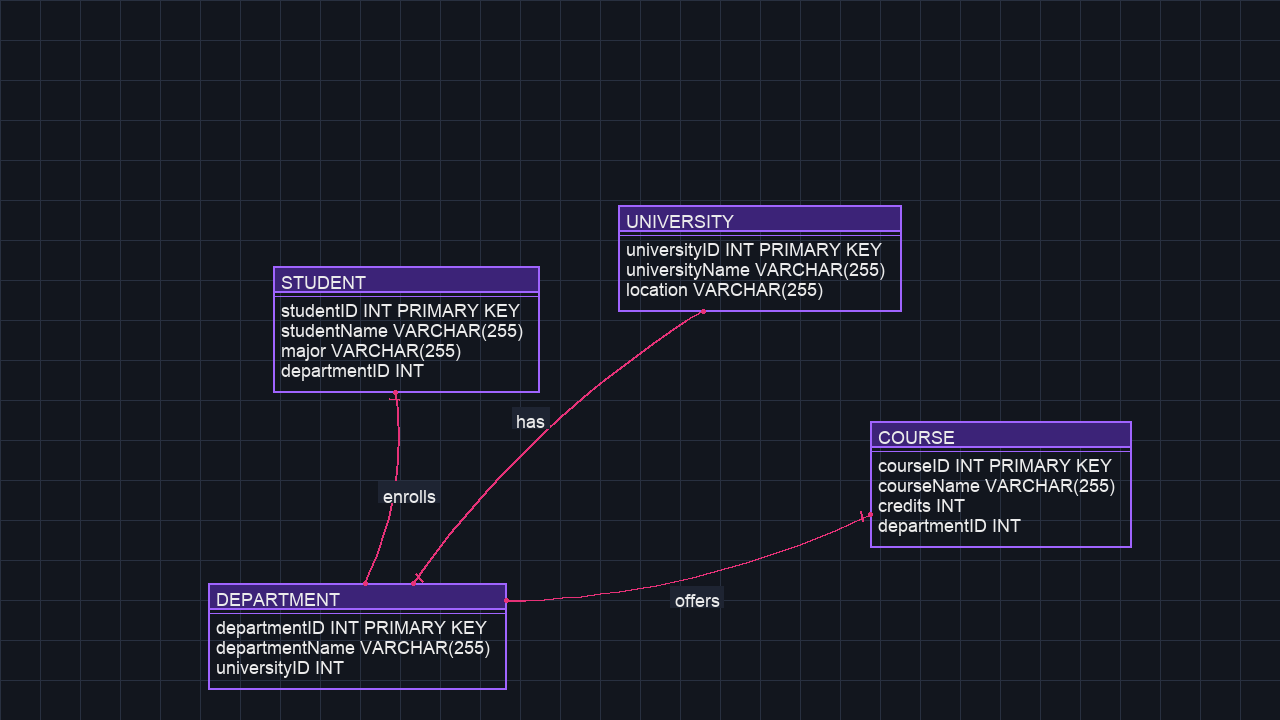 UNIVERSITY
universityID INT PRIMARY KEY
universityName VARCHAR(255)
location VARCHAR(255)
STUDENT
studentID INT PRIMARY KEY
studentName VARCHAR(255)
major VARCHAR(255)
departmentID INT
has
COURSE
courseID INT PRIMARY KEY
courseName VARCHAR(255)
credits INT
departmentID INT
enrolls
DEPARTMENT
departmentID INT PRIMARY KEY
departmentName VARCHAR(255)
universityID INT
offers